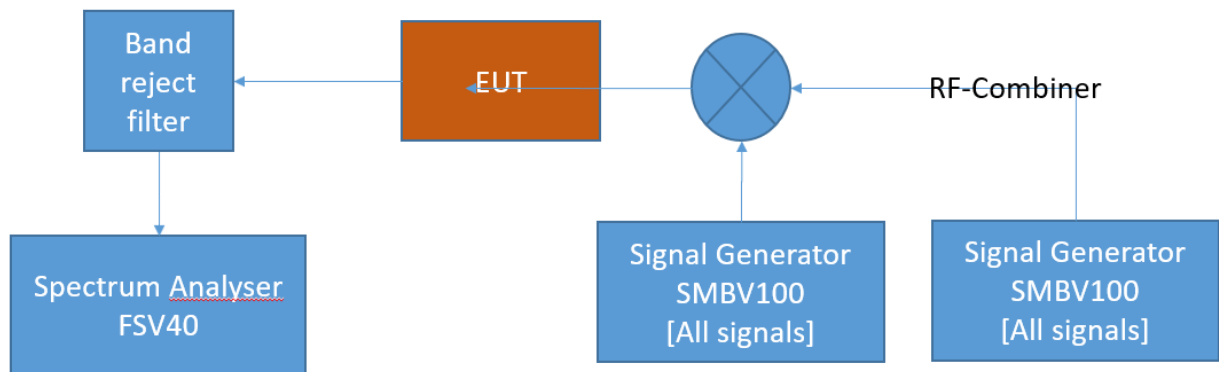 Band
reject
filter
EUT
RF-Combiner
Spectrum Analyser
FSV40
Signal Generator
SMBV100
[All signals]
Signal Generator
SMBV100
[All signals]